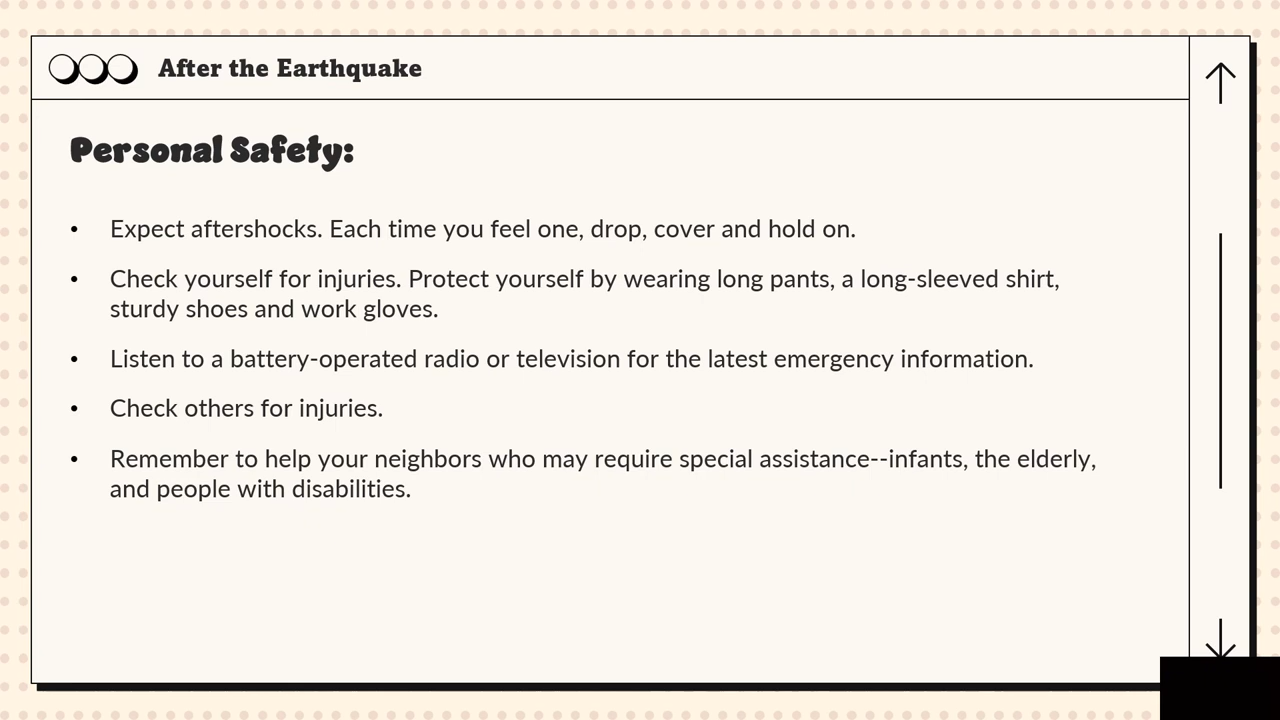 After the Earthquake
Personal Safety:
• Expect aftershocks. Each time you feel one, drop, cover and hold on.
• Check yourself for injuries. Protect yourself by wearing long pants, a long-sleeved shirt,
sturdy shoes and work gloves.
• Listen to a battery-operated radio or television for the latest emergency information.
• Check others for injuries.
• Remember to help your neighbors who may require special assistance--infants, the elderly,
and people with disabilities.